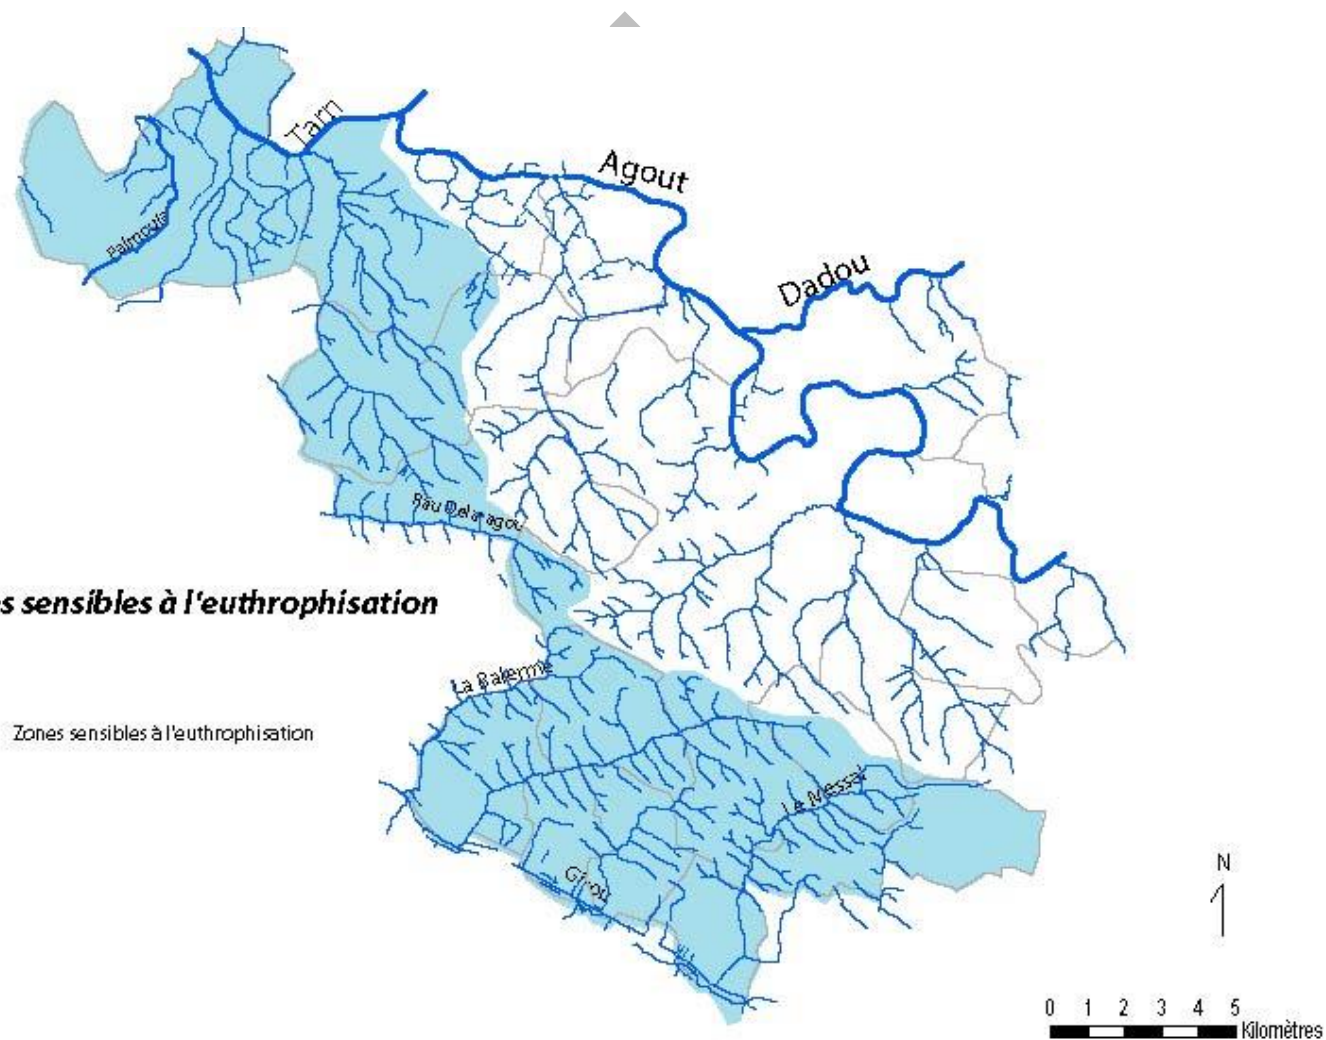 Tarn
Agout
Dadou
Palmoula
Rau Delaragou
s sensibles à l'euthrophisation
La Balerme
Zones sensibles à l'euthrophisation
Le Messal
Girou
N
0 1 2 3 4 5
Kilomètres